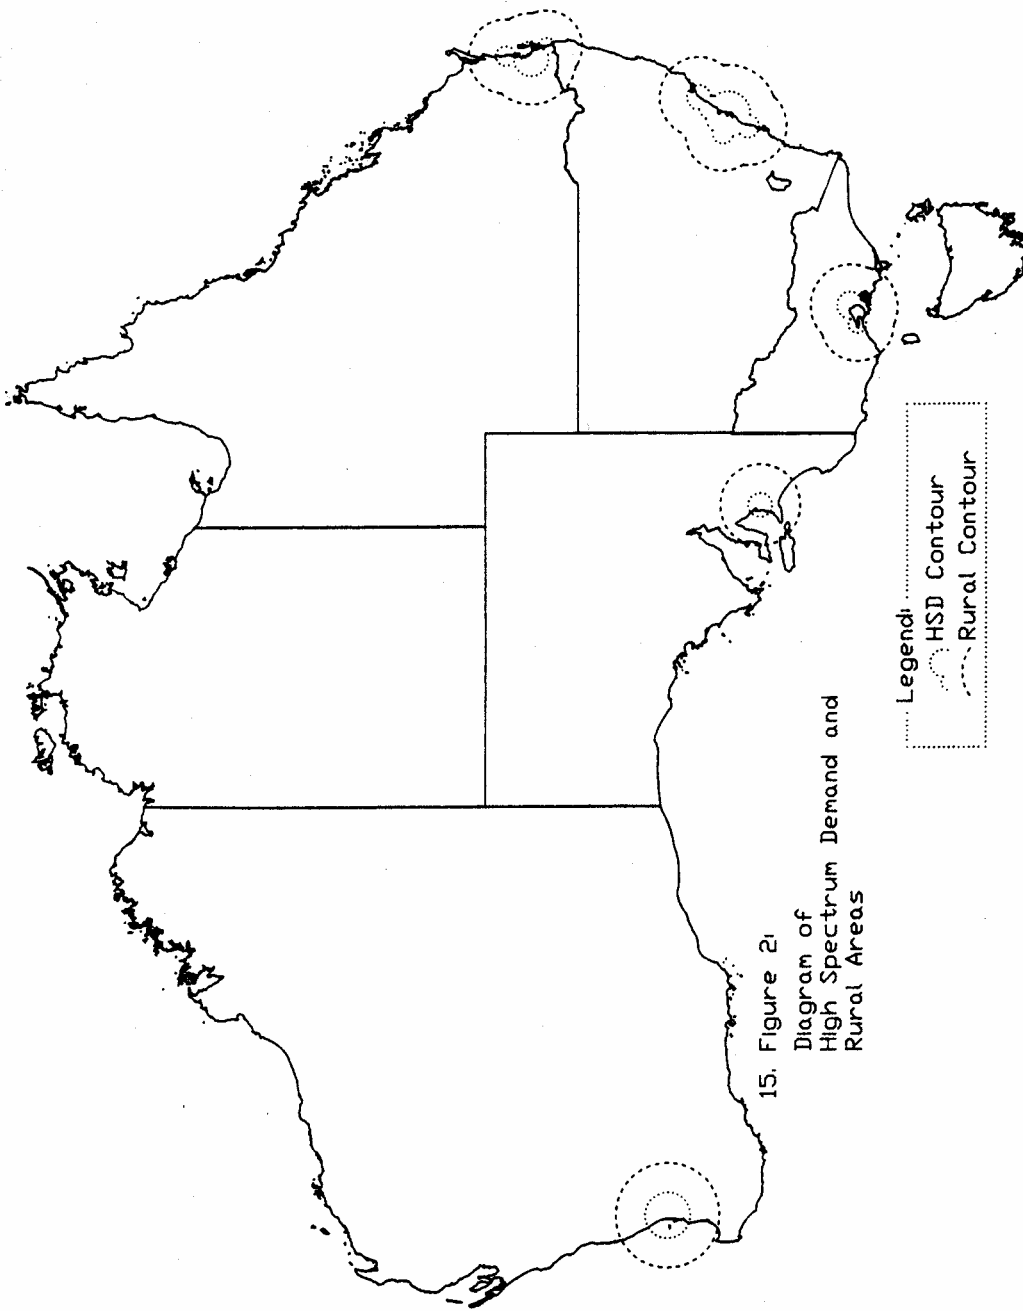 15. Figure 2:
Diagram of
High Spectrum Demand and
Rural Areas
Legend:
HSD Contour
Rural Contour